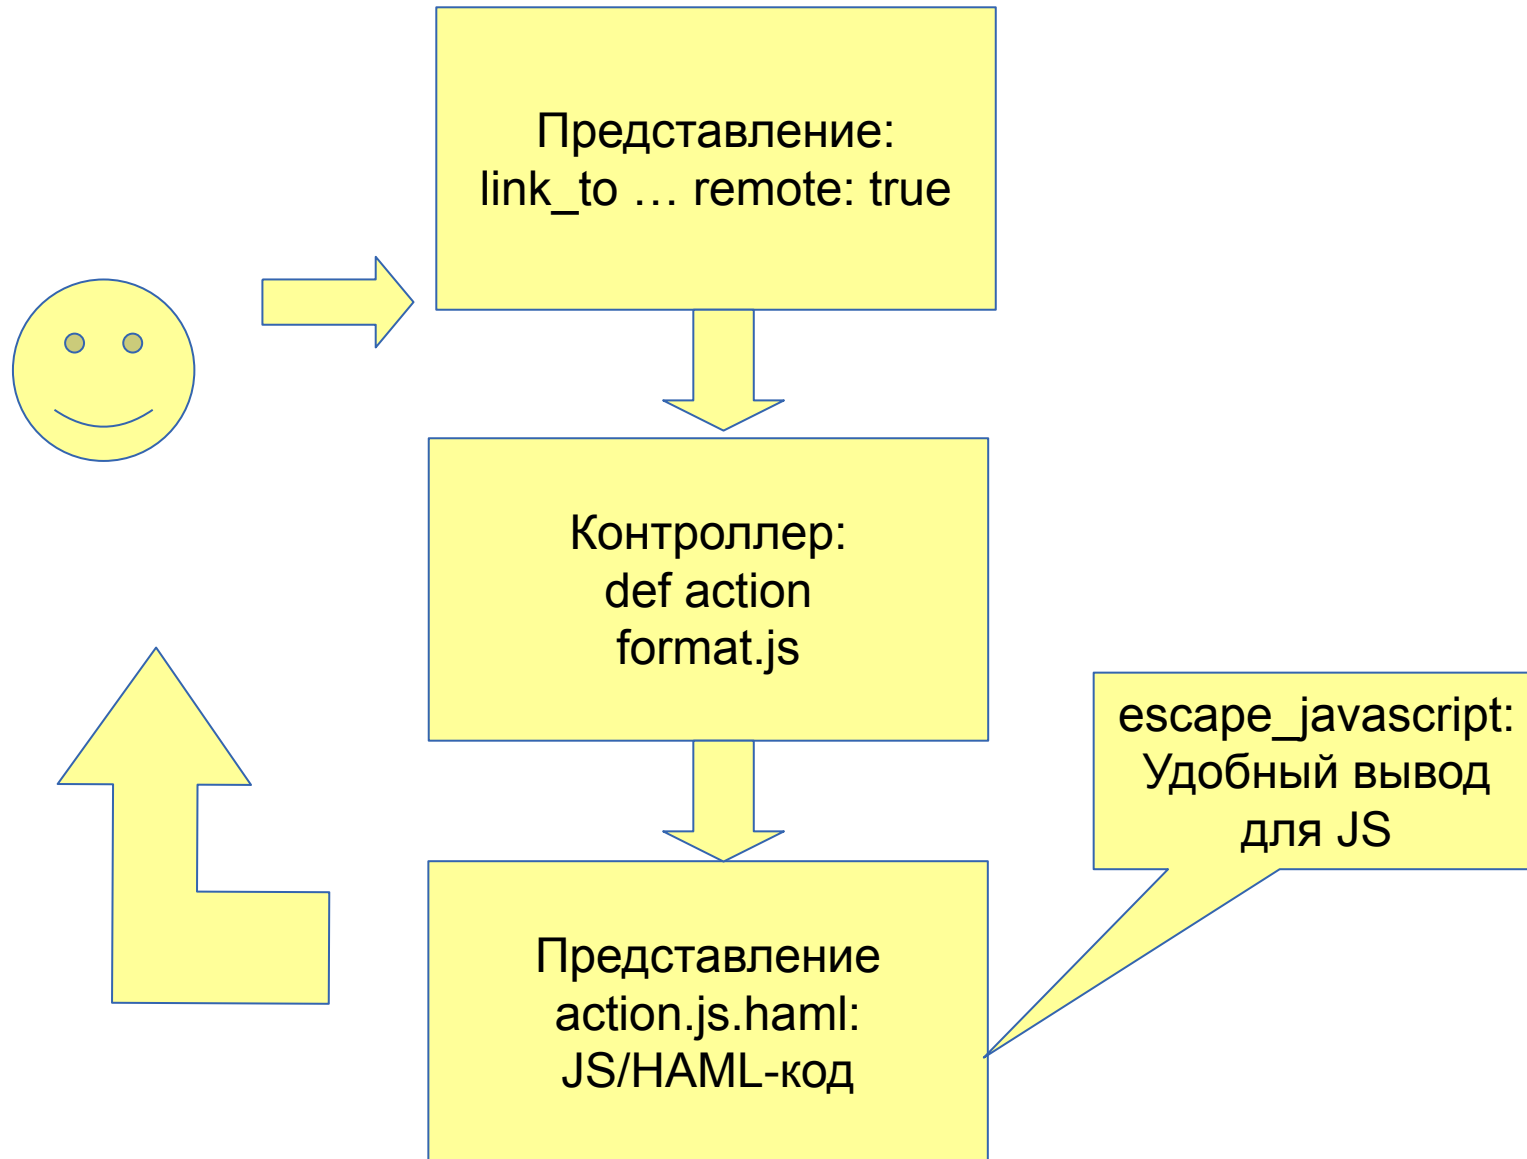 Представление:
link_to … remote: true
Контроллер:
def action
format.js
escape_javascript:
Удобный вывод
для JS
Представление
action.js.haml:
JS/HAML-код